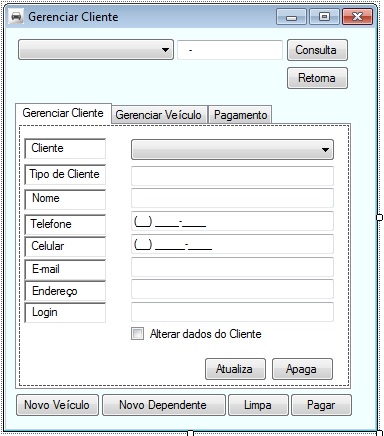 Gerenciar Cliente
- Consulta
Retorna
Gerenciar Cliente Gerenciar Veículo Pagamento
Cliente
Tipo de Cliente
Nome
Telefone (__) ____-____
Celular (__) _____-____
E-mail
Endereço
Login
Alterar dados do Cliente
Atualiza Apaga
Novo Veículo Novo Dependente Limpa Pagar